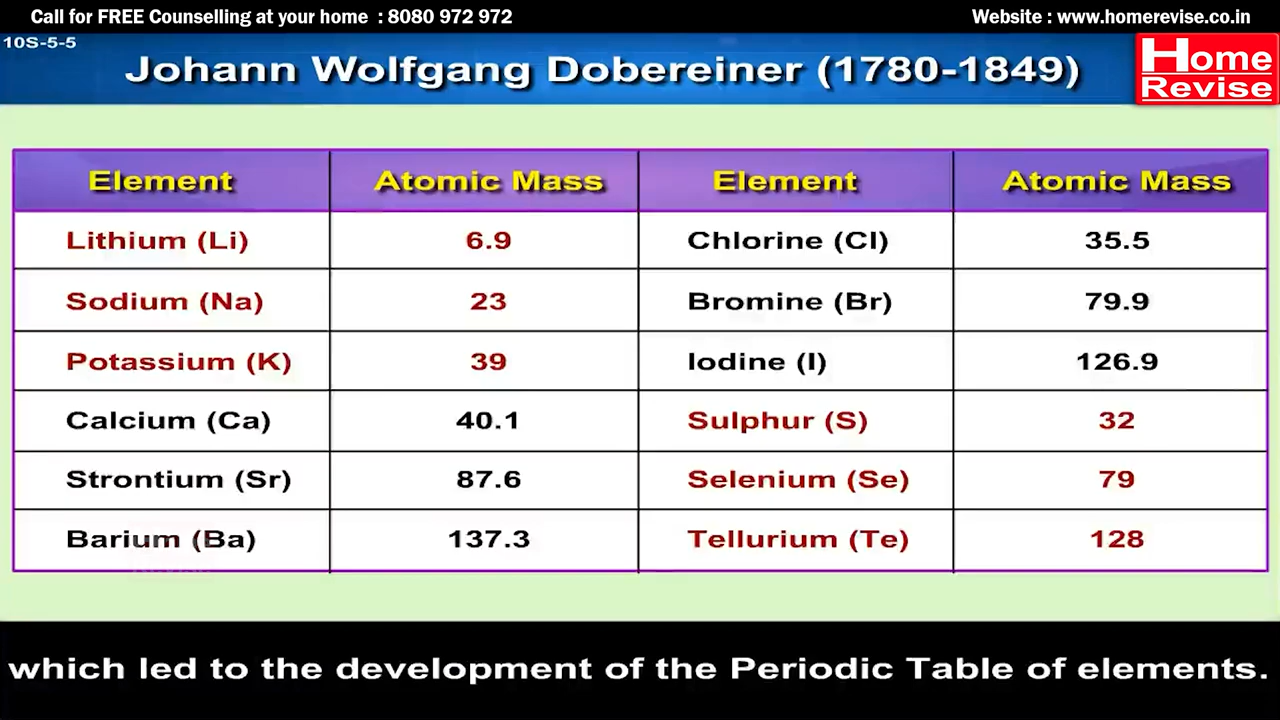 Call for FREE Counselling at your home : 8080 972 972
Website : www.homerevise.co.in
10S-5-5
Johann Wolfgang Dobereiner (1780-1849)
Home
Revise
Element Atomic Mass Element Atomic Mass
Lithium (Li) 6.9 Chlorine (Cl) 35.5
Sodium (Na) 23 Bromine (Br) 79.9
Potassium (K) 39 Iodine (I) 126.9
Calcium (Ca) 40.1 Sulphur (S) 32
Strontium (Sr) 87.6 Selenium (Se) 79
Barium (Ba) 137.3 Tellurium (Te) 128
which led to the development of the Periodic Table of elements.